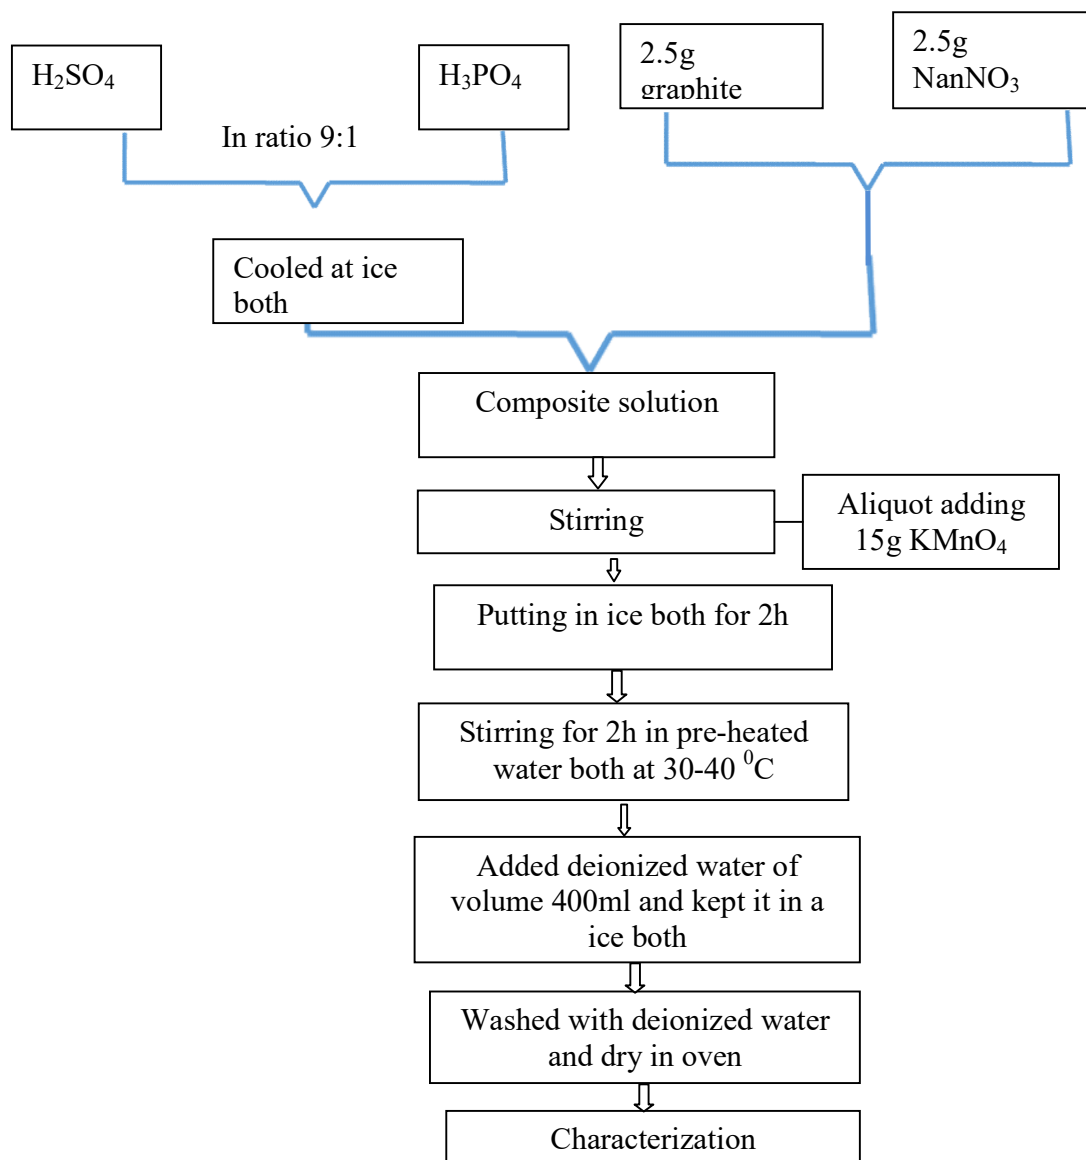 H₂SO₄
H₃PO₄
2.5g
graphite
2.5g
NanNO₃
In ratio 9:1
Cooled at ice
both
Composite solution
Stirring
Aliquot adding
15g KMnO₄
Putting in ice both for 2h
Stirring for 2h in pre-heated
water both at 30-40 ⁰C
Added deionized water of
volume 400ml and kept it in a
ice both
Washed with deionized water
and dry in oven
Characterization